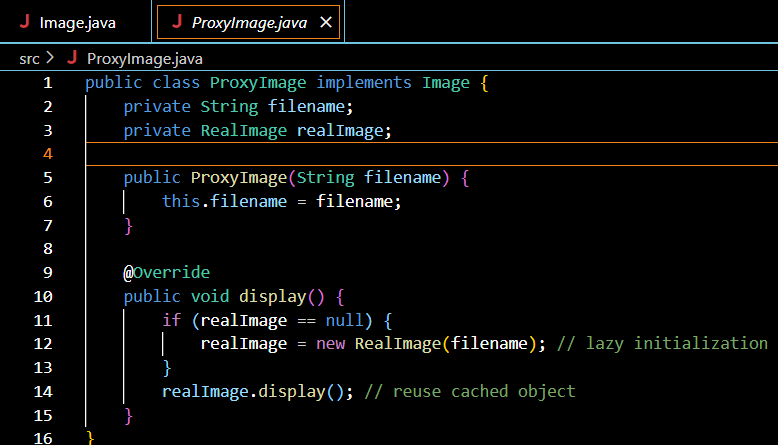 J Image.java J ProxyImage.java ×
src > J ProxyImage.java
1 public class ProxyImage implements Image {
2     private String filename;
3     private RealImage realImage;
4
5     public ProxyImage(String filename) {
6         this.filename = filename;
7     }
8
9     @Override
10     public void display() {
11         if (realImage == null) {
12             realImage = new RealImage(filename); // lazy initialization
13         }
14         realImage.display(); // reuse cached object
15     }
16 }